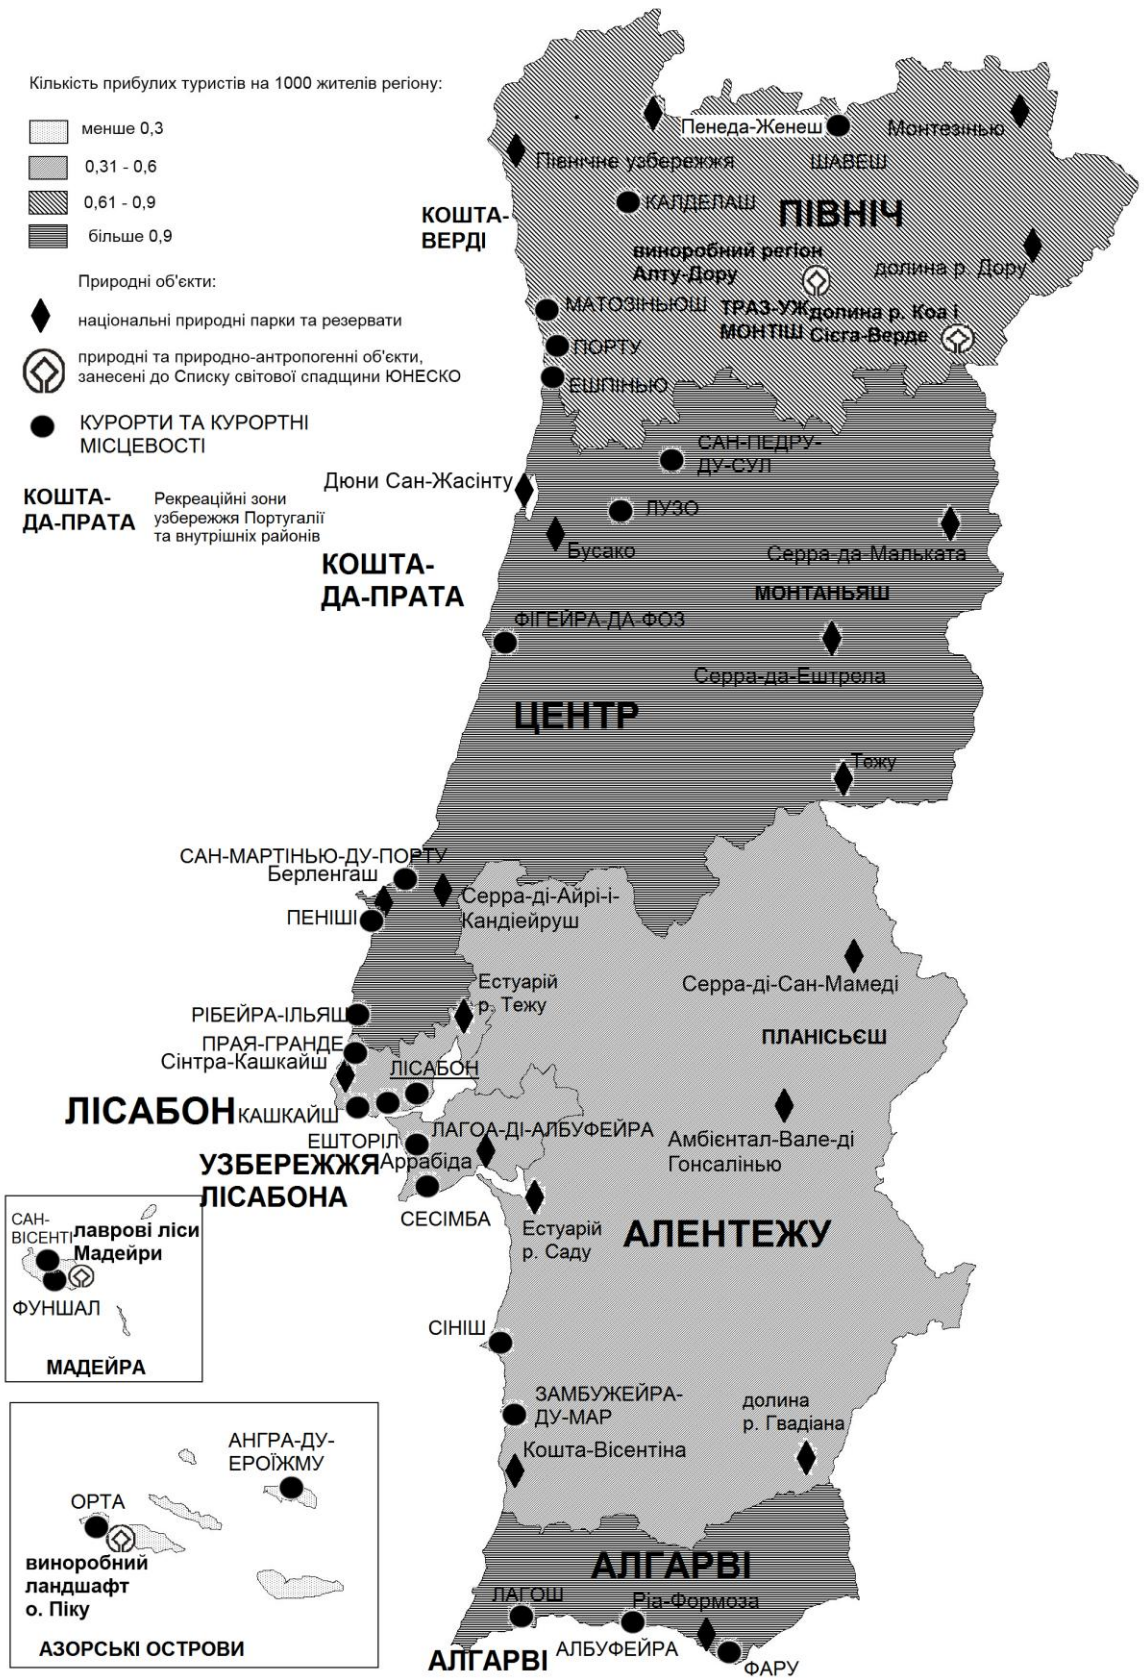 Кількість прибулих туристів на 1000 жителів регіону:
менше 0,3
0,31 - 0,6
0,61 - 0,9
більше 0,9
Природні об'єкти:
національні природні парки та резервати
природні та природно-антропогенні об'єкти,
занесені до Списку світової спадщини ЮНЕСКО
КУРОРТИ ТА КУРОРТНІ
МІСЦЕВОСТІ
КОШТА-
ДА-ПРАТА
Рекреаційні зони
узбережжя Португалії
та внутрішніх районів
Пенеда-Женеш
Монтезінью
Північне узбережжя
ШАВЕШ
КАЛДЕЛАШ
ПІВНІЧ
КОШТА-
ВЕРДІ
виноробний регіон
Алту-Дору
долина р. Дору
МАТОЗІНЬЮШ
ТРАЗ-УЖ
МОНТІШ
долина р. Коа і
Сієга-Верде
ПОРТУ
ЕШПІНЬЮ
САН-ПЕДРУ-
ДУ-СУЛ
Дюни Сан-Жасінту
ЛУЗО
Бусако
Серра-да-Мальката
КОШТА-
ДА-ПРАТА
МОНТАНЬЯШ
ФІГЕЙРА-ДА-ФОЗ
Серра-да-Ештрела
ЦЕНТР
Тежу
САН-МАРТІНЬЮ-ДУ-ПОРТУ
Берленгаш
ПЕНІШІ
Серра-ді-Айрі-і-
Кандіейруш
Серра-ді-Сан-Мамеді
Естуарій
р. Тежу
РІБЕЙРА-ІЛЬЯШ
ПРАЯ-ГРАНДЕ
Сінтра-Кашкайш
ПЛАНІСЬЄШ
ЛІСАБОН
ЛІСАБОН
КАШКАЙШ
ЕШТОРІЛ
ЛАГОА-ДІ-АЛБУФЕЙРА
Амбієнтал-Вале-ді
Гонсалінью
УЗБЕРЕЖЖЯ
ЛІСАБОНА
Аррабіда
СЕСІМБА
Естуарій
р. Саду
АЛЕНТЕЖУ
САН-
ВІСЕНТІ
лаврові ліси
Мадейри
ФУНШАЛ
МАДЕЙРА
СІНІШ
ЗАМБУЖЕЙРА-
ДУ-МАР
долина
р. Гвадіана
Кошта-Вісентіна
АНГРА-ДУ-
ЕРОЇЖМУ
ОРТА
виноробний
ландшафт
о. Піку
АЗОРСЬКІ ОСТРОВИ
АЛГАРВІ
ЛАГОШ
Ріа-Формоза
АЛБУФЕЙРА
АЛГАРВІ
ФАРУ